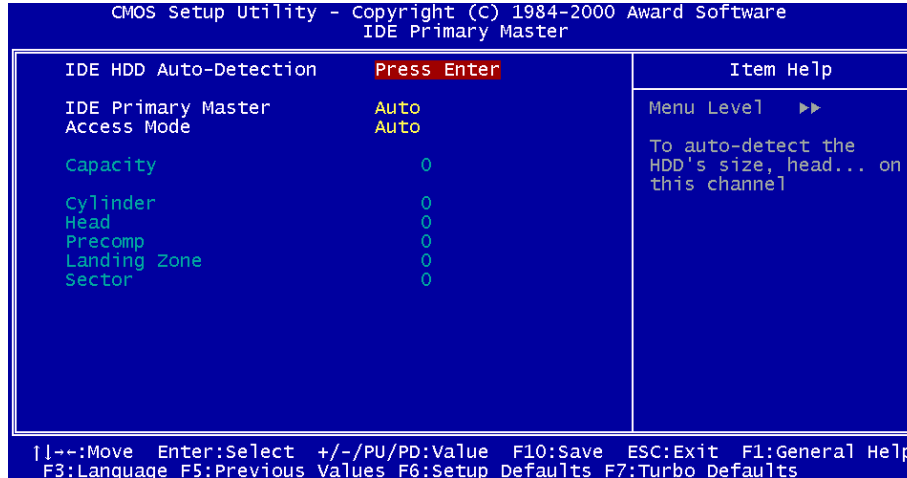 CMOS Setup Utility - Copyright (C) 1984-2000 Award Software
IDE Primary Master
IDE HDD Auto-Detection Press Enter
IDE Primary Master Auto
Access Mode Auto
Capacity 0
Cylinder 0
Head 0
Precomp 0
Landing Zone 0
Sector 0
Item Help
Menu Level ▶▶
To auto-detect the
HDD's size, head... on
this channel
↑↓→←:Move Enter:Select +/-/PU/PD:Value F10:Save ESC:Exit F1:General Help
F3:Language F5:Previous Values F6:Setup Defaults F7:Turbo Defaults